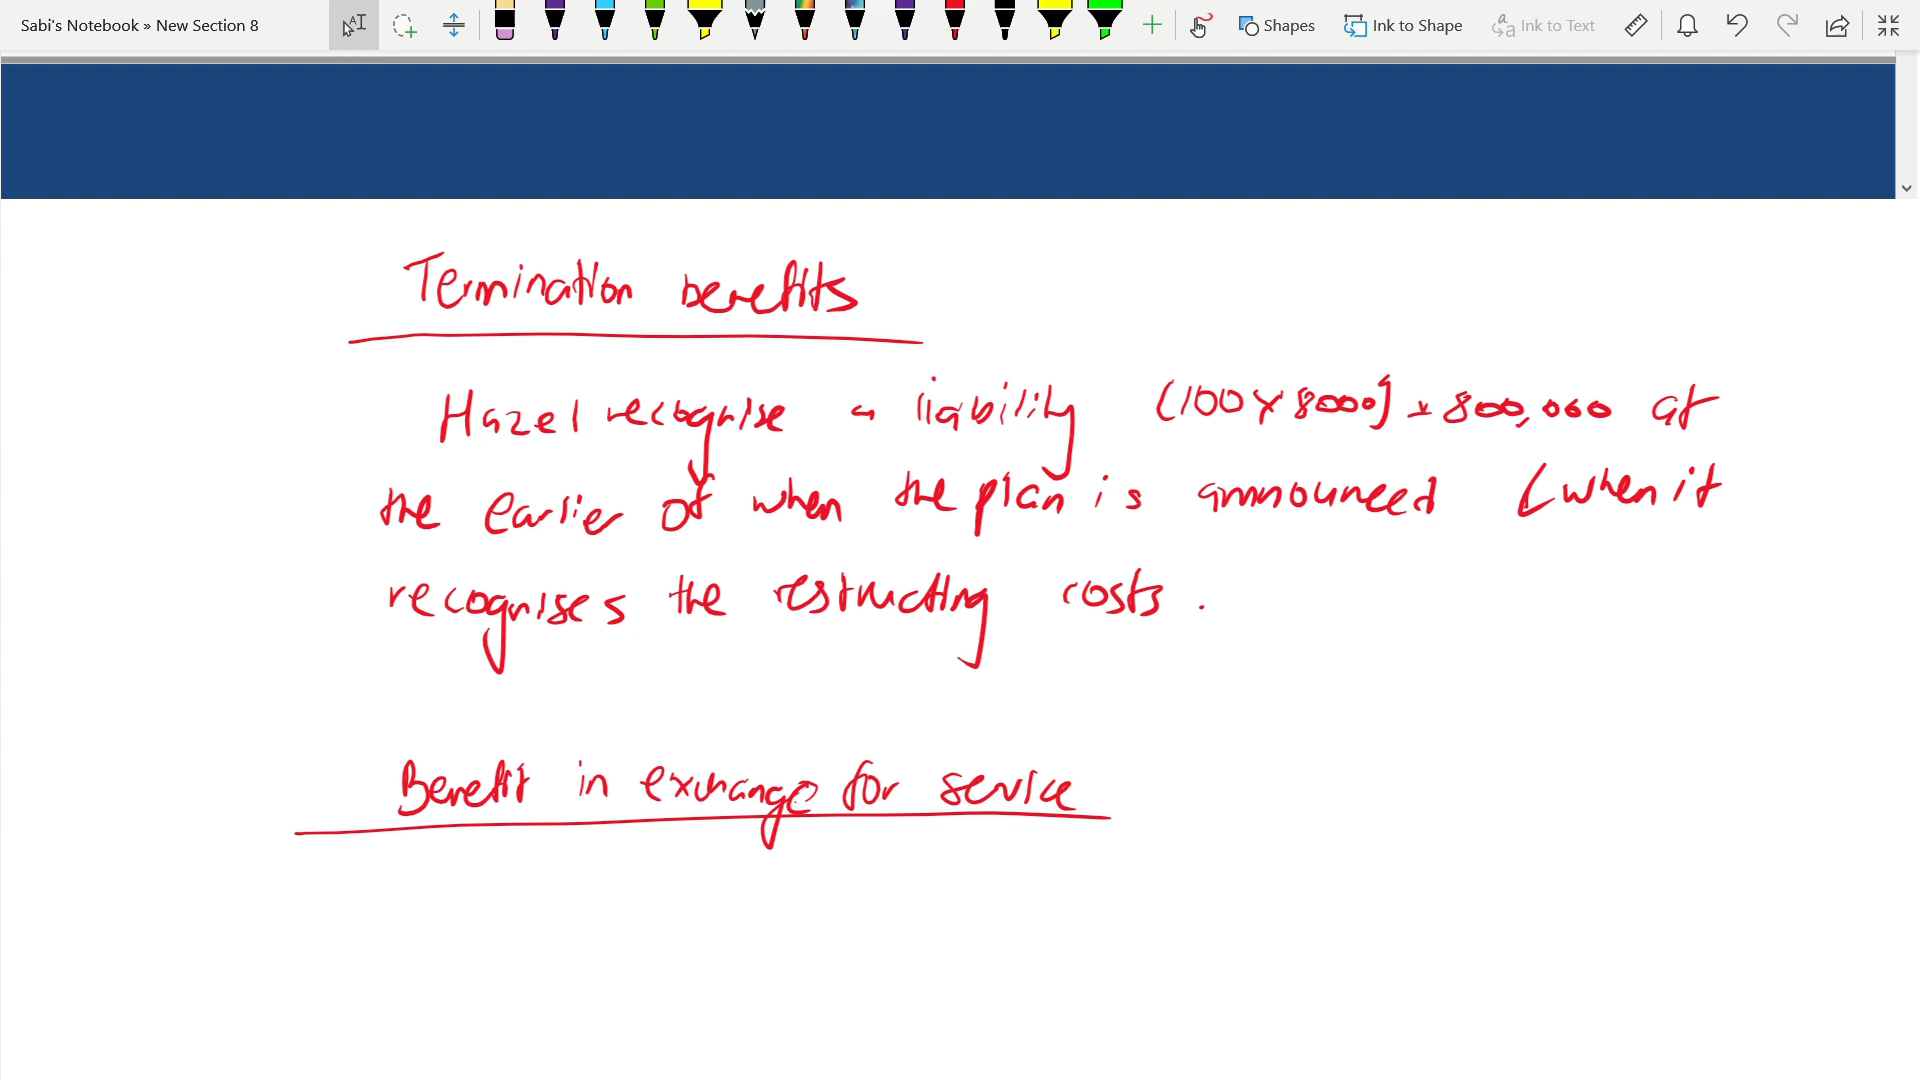 Sabi's Notebook » New Section 8
Shapes
Ink to Shape
Ink to Text
Termination benefits
Hazel recognise a liability (100 x 8000) = 800,000 at
the earlier of when the plan is announced (when it
recognises the restructing costs.
Benefit in exchange for service